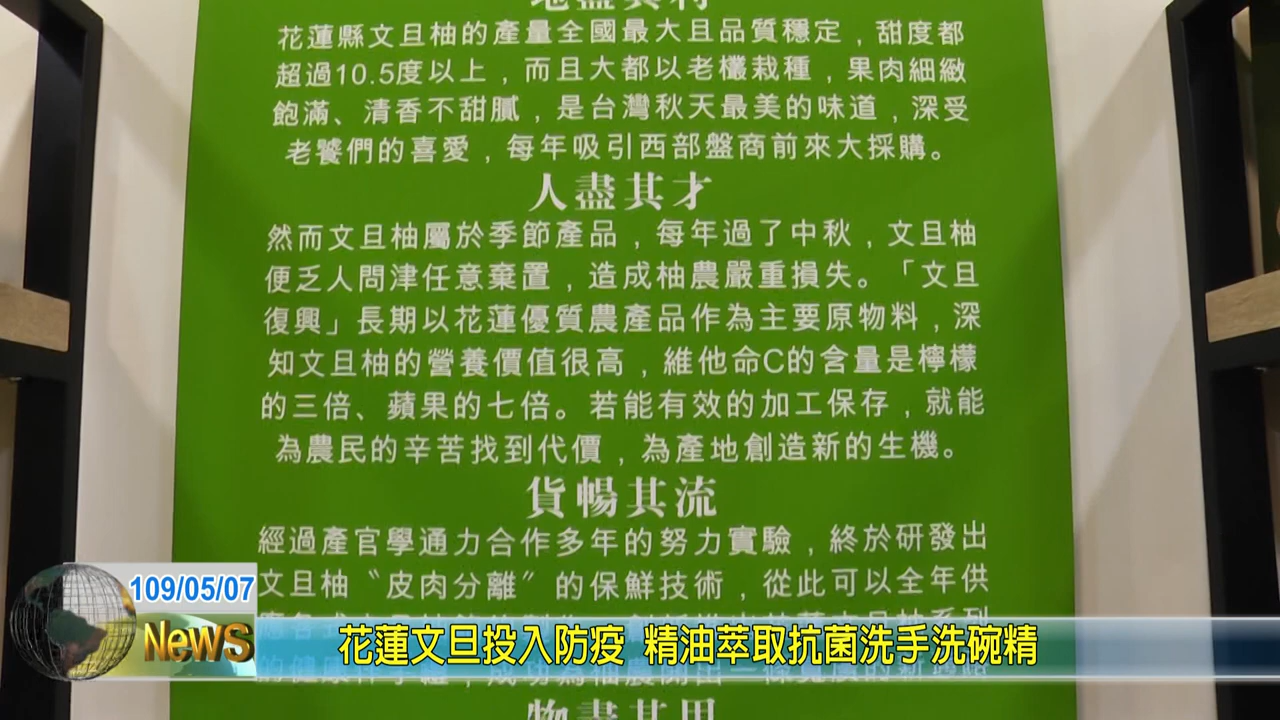 地盡其利
花蓮縣文旦柚的產量全國最大且品質穩定，甜度都
超過10.5度以上，而且大都以老欉栽種，果肉細緻
飽滿、清香不甜膩，是台灣秋天最美的味道，深受
老饕們的喜愛，每年吸引西部盤商前來大採購。
人盡其才
然而文旦柚屬於季節產品，每年過了中秋，文旦柚
便乏人問津任意棄置，造成柚農嚴重損失。「文旦
復興」長期以花蓮優質農產品作為主要原物料，深
知文旦柚的營養價值很高，維他命C的含量是檸檬
的三倍、蘋果的七倍。若能有效的加工保存，就能
為農民的辛苦找到代價，為產地創造新的生機。
貨暢其流
經過產官學通力合作多年的努力實驗，終於研發出
文旦柚〝皮肉分離〞的保鮮技術，從此可以全年供
109/05/07
News
花蓮文旦投入防疫 精油萃取抗菌洗手洗碗精
物盡其用